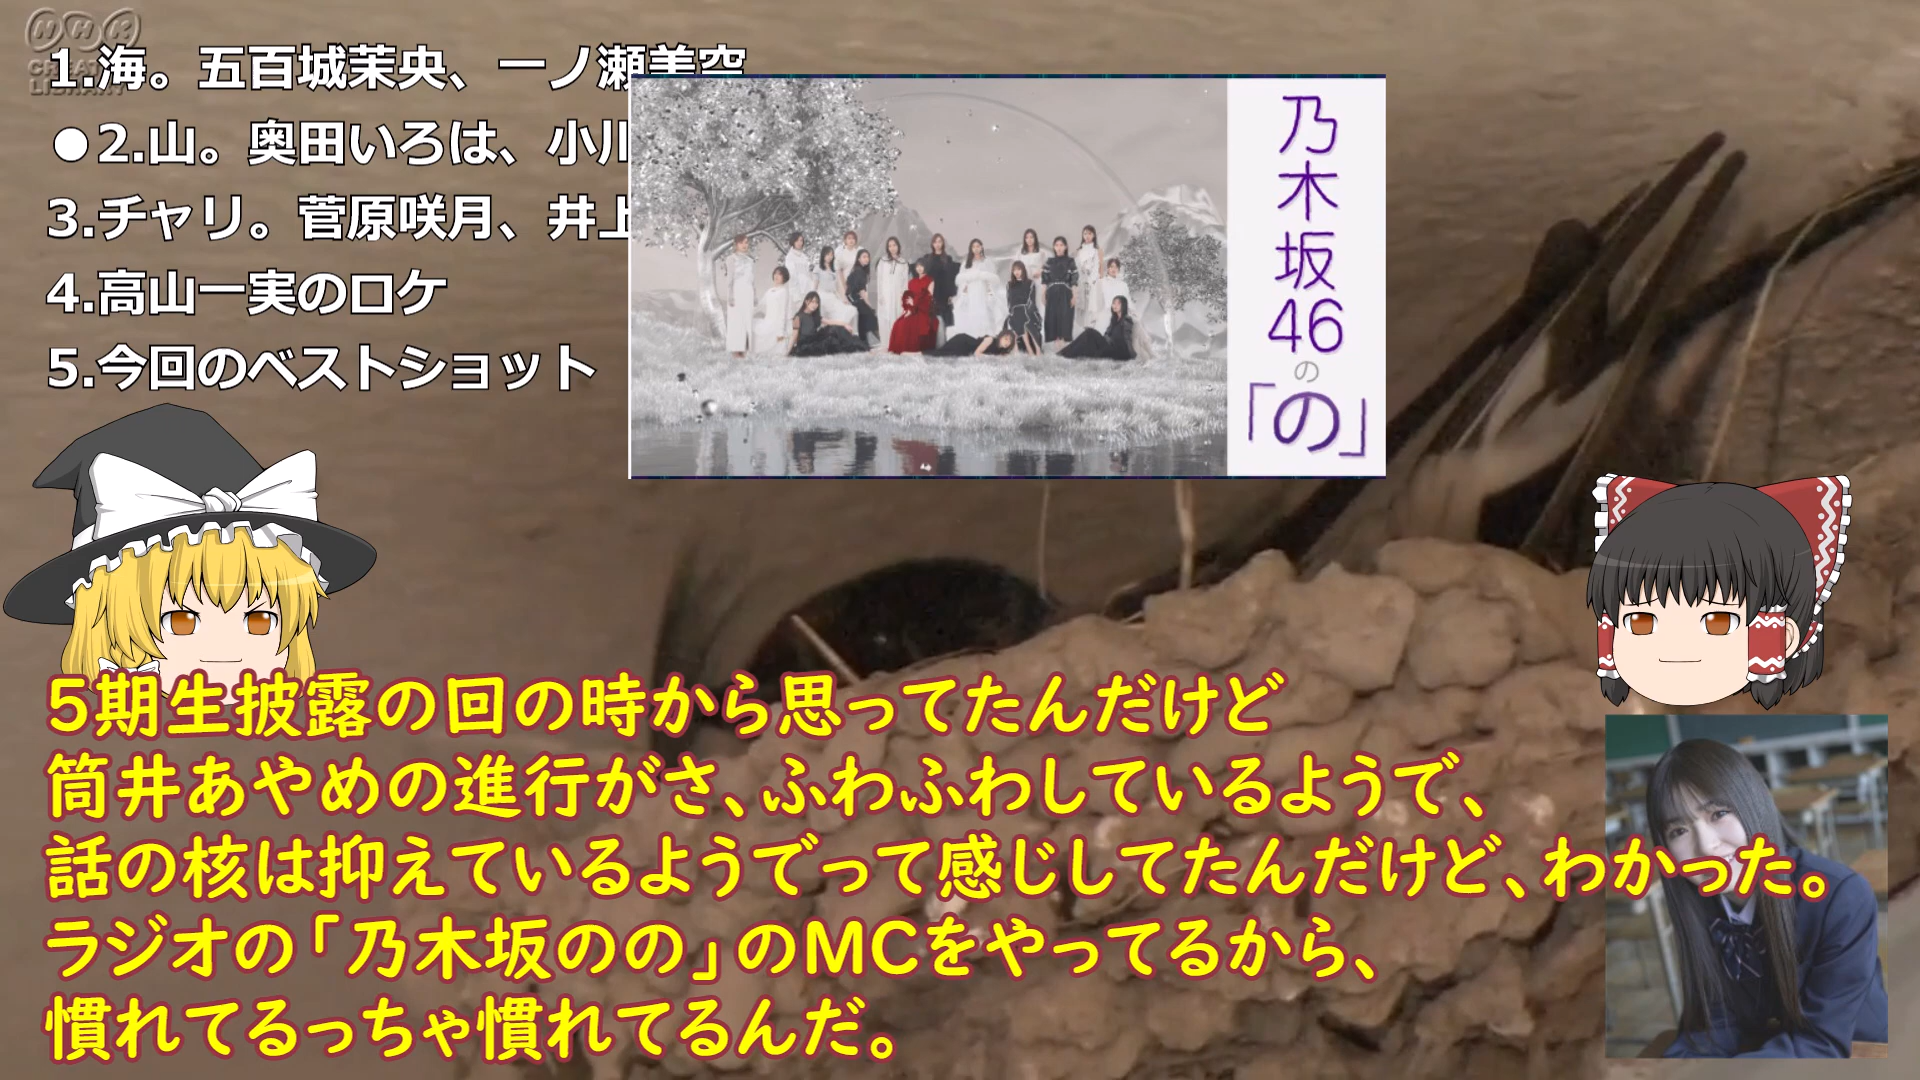 NHK
CREATIVE
LIBRARY
1.海。五百城茉央、一ノ瀬美空
●2.山。奥田いろは、小川
3.チャリ。菅原咲月、井上
4.高山一実のロケ
5.今回のベストショット
乃木坂46の「の」
5期生披露の回の時から思ってたんだけど
筒井あやめの進行がさ、ふわふわしているようで、
話の核は抑えているようでって感じしてたんだけど、わかった。
ラジオの「乃木坂のの」のMCをやってるから、
慣れてるっちゃ慣れてるんだ。